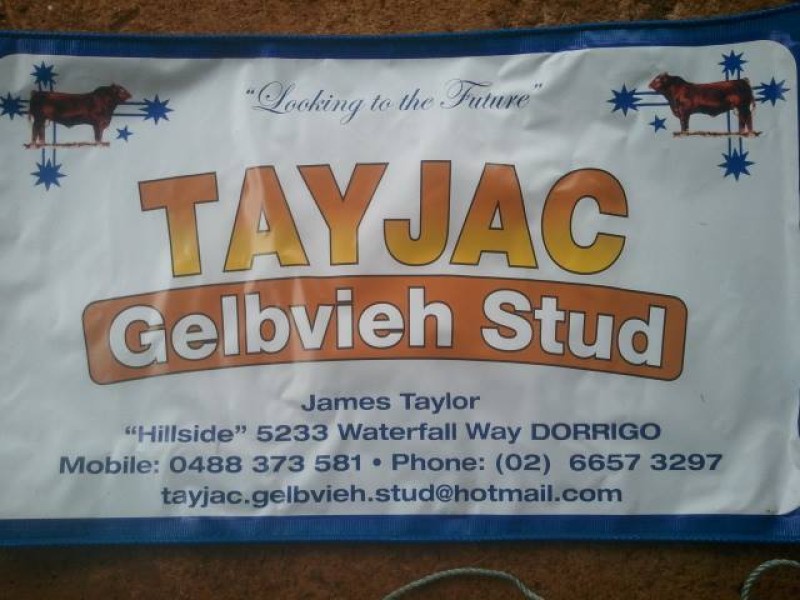 "Looking to the Future"
TAYJAC
Gelbvieh Stud
James Taylor
"Hillside" 5233 Waterfall Way DORRIGO
Mobile: 0488 373 581 • Phone: (02) 6657 3297
tayjac.gelbvieh.stud@hotmail.com